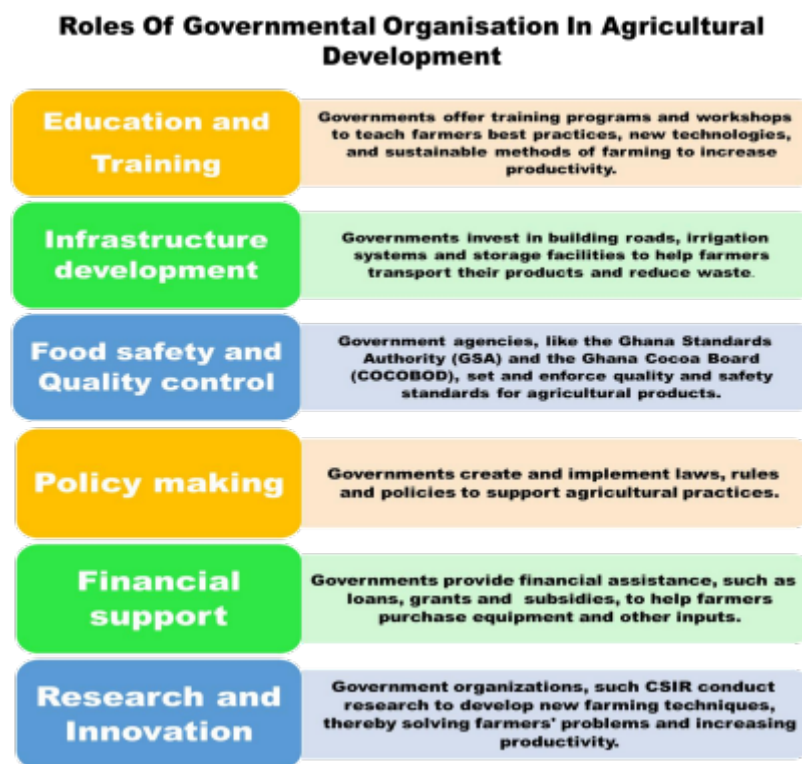 Roles Of Governmental Organisation In Agricultural
Development
Education and
Training
Governments offer training programs and workshops
to teach farmers best practices, new technologies,
and sustainable methods of farming to increase
productivity.
Infrastructure
development
Governments invest in building roads, irrigation
systems and storage facilities to help farmers
transport their products and reduce waste.
Food safety and
Quality control
Government agencies, like the Ghana Standards
Authority (GSA) and the Ghana Cocoa Board
(COCOBOD), set and enforce quality and safety
standards for agricultural products.
Policy making
Governments create and implement laws, rules
and policies to support agricultural practices.
Financial
support
Governments provide financial assistance, such as
loans, grants and subsidies, to help farmers
purchase equipment and other inputs.
Research and
Innovation
Government organizations, such CSIR conduct
research to develop new farming techniques,
thereby solving farmers' problems and increasing
productivity.